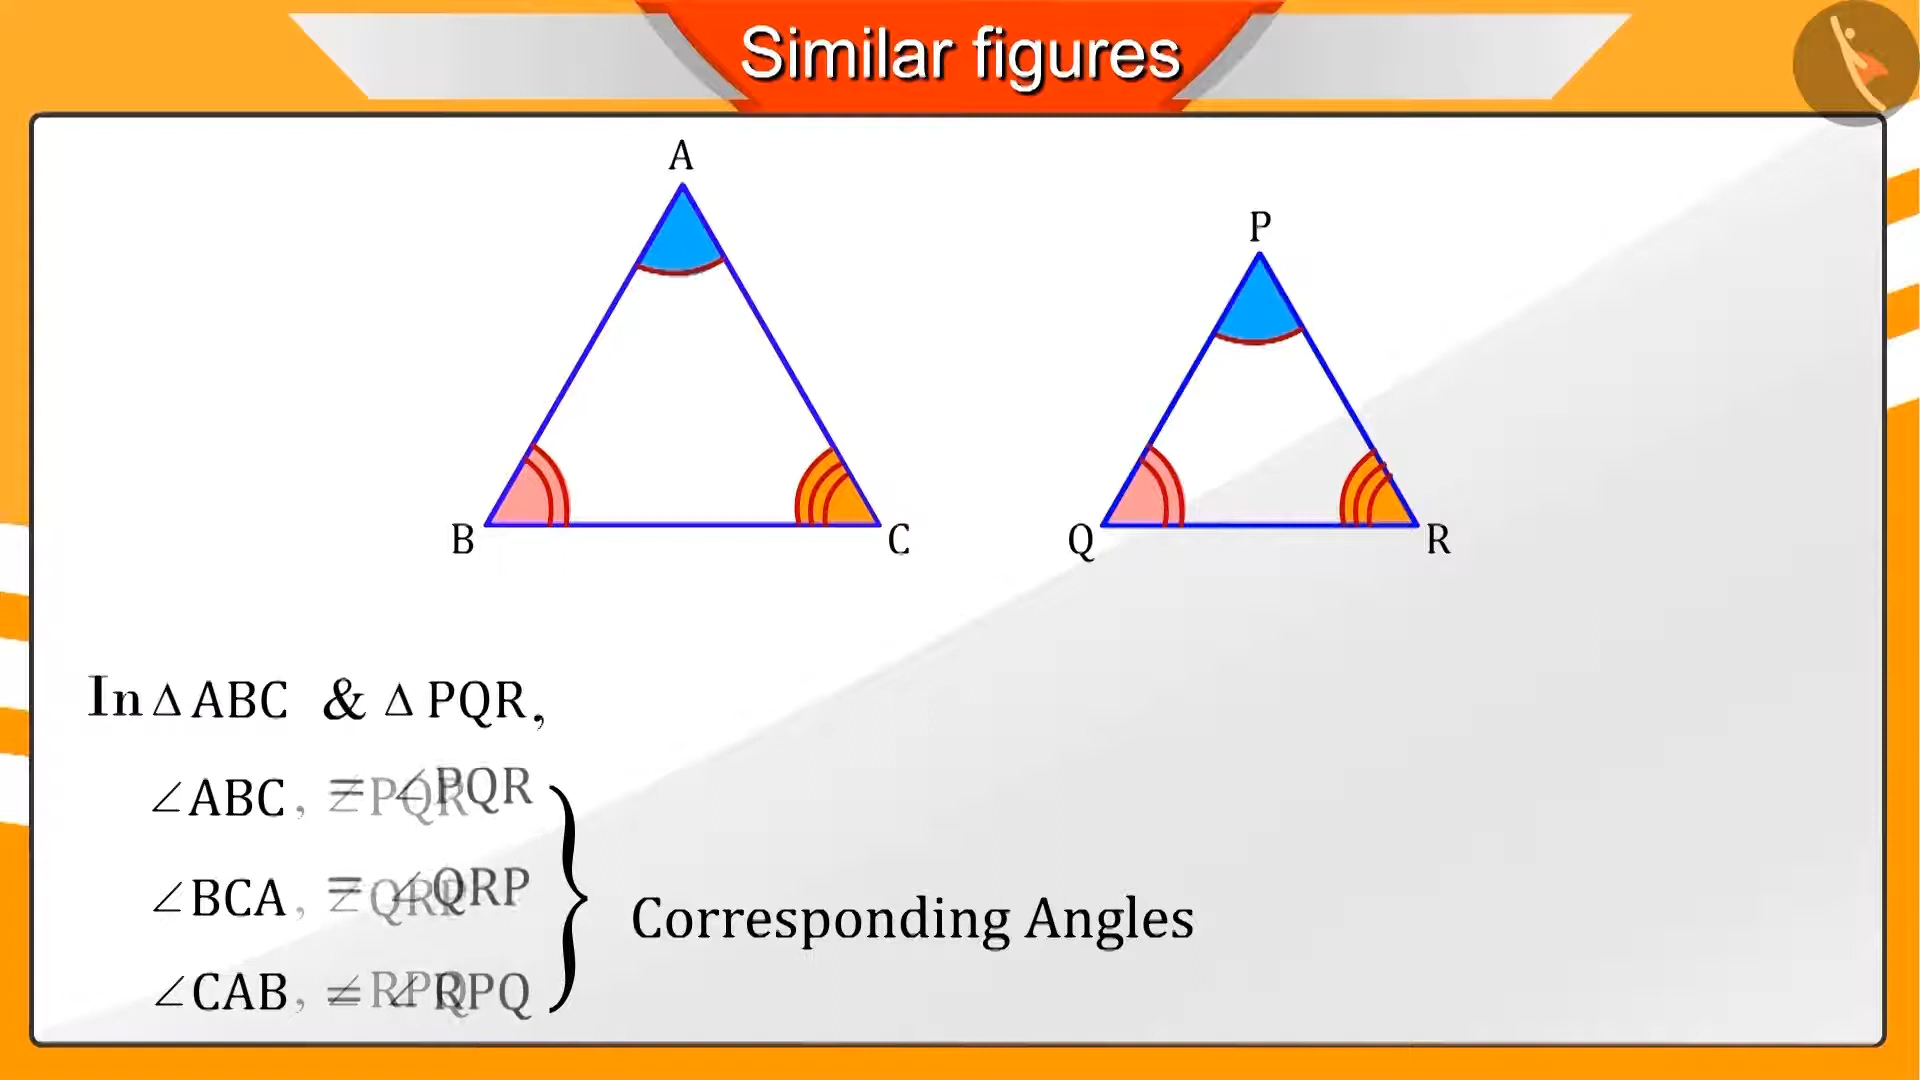 Similar figures
A
P
B
C
Q
R
In Δ ABC & Δ PQR,
∠ABC, = ∠PQR
∠BCA, = ∠QRP
∠CAB, = ∠RPQ
Corresponding Angles